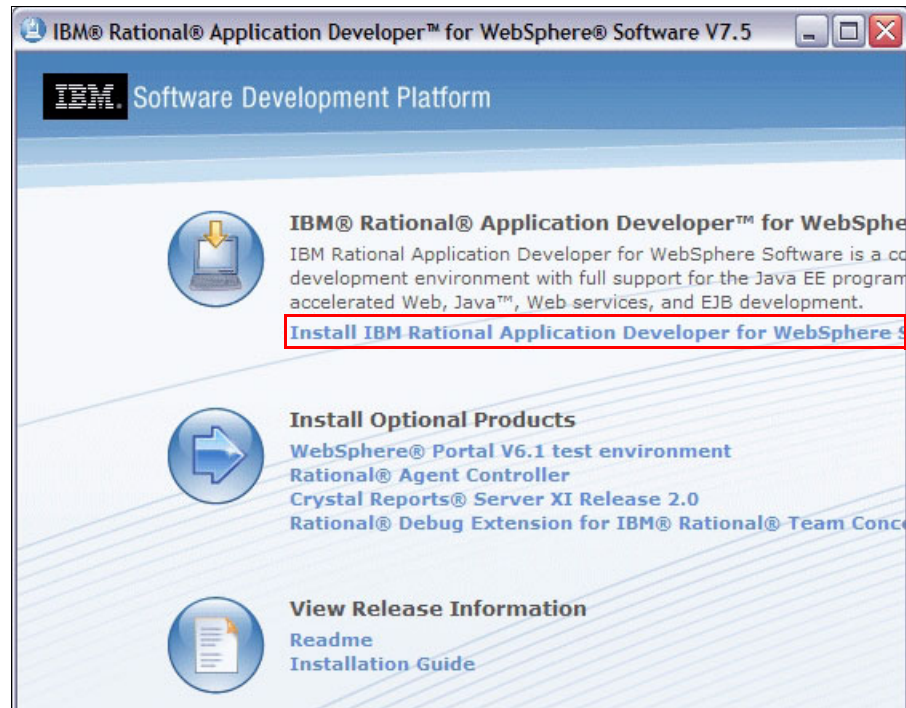 IBM® Rational® Application Developer™ for WebSphere® Software V7.5
IBM. Software Development Platform
IBM® Rational® Application Developer™ for WebSphe
IBM Rational Application Developer for WebSphere Software is a co
development environment with full support for the Java EE program
accelerated Web, Java™, Web services, and EJB development.
Install IBM Rational Application Developer for WebSphere S
Install Optional Products
WebSphere® Portal V6.1 test environment
Rational® Agent Controller
Crystal Reports® Server XI Release 2.0
Rational® Debug Extension for IBM® Rational® Team Conce
View Release Information
Readme
Installation Guide